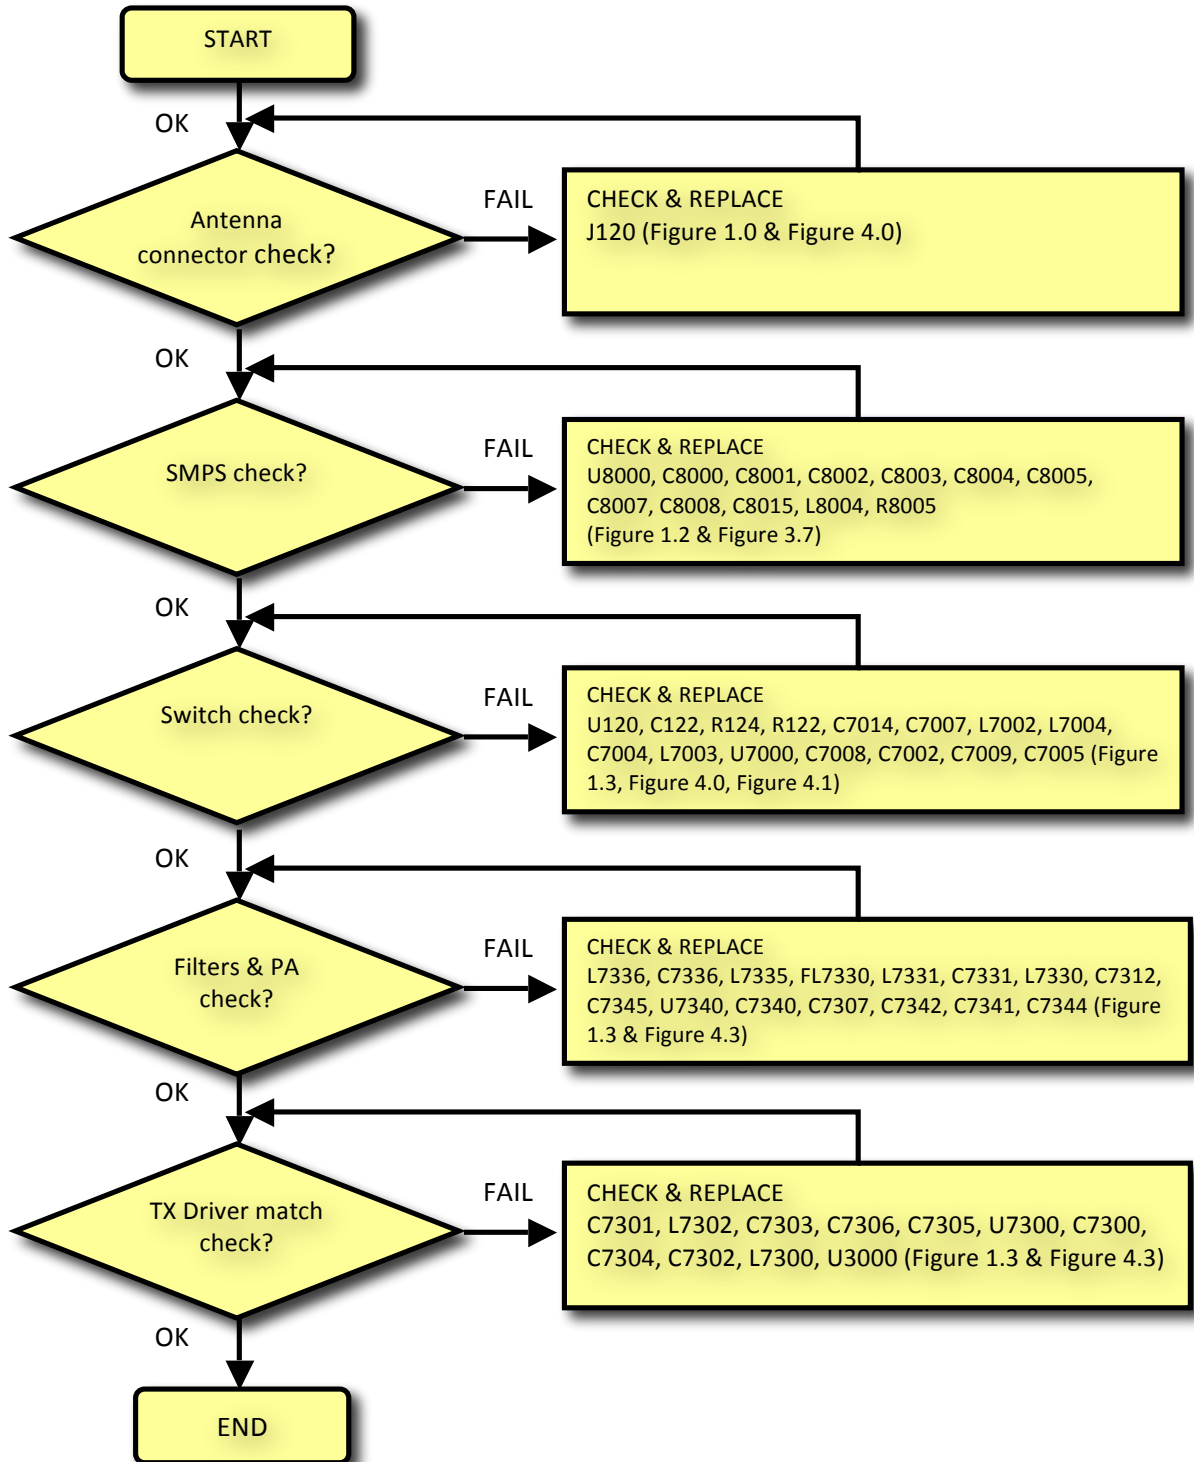 START
OK
Antenna
connector check?
FAIL
CHECK & REPLACE
J120 (Figure 1.0 & Figure 4.0)
OK
SMPS check?
FAIL
CHECK & REPLACE
U8000, C8000, C8001, C8002, C8003, C8004, C8005,
C8007, C8008, C8015, L8004, R8005
(Figure 1.2 & Figure 3.7)
OK
Switch check?
FAIL
CHECK & REPLACE
U120, C122, R124, R122, C7014, C7007, L7002, L7004,
C7004, L7003, U7000, C7008, C7002, C7009, C7005 (Figure
1.3, Figure 4.0, Figure 4.1)
OK
Filters & PA
check?
FAIL
CHECK & REPLACE
L7336, C7336, L7335, FL7330, L7331, C7331, L7330, C7312,
C7345, U7340, C7340, C7307, C7342, C7341, C7344 (Figure
1.3 & Figure 4.3)
OK
TX Driver match
check?
FAIL
CHECK & REPLACE
C7301, L7302, C7303, C7306, C7305, U7300, C7300,
C7304, C7302, L7300, U3000 (Figure 1.3 & Figure 4.3)
OK
END